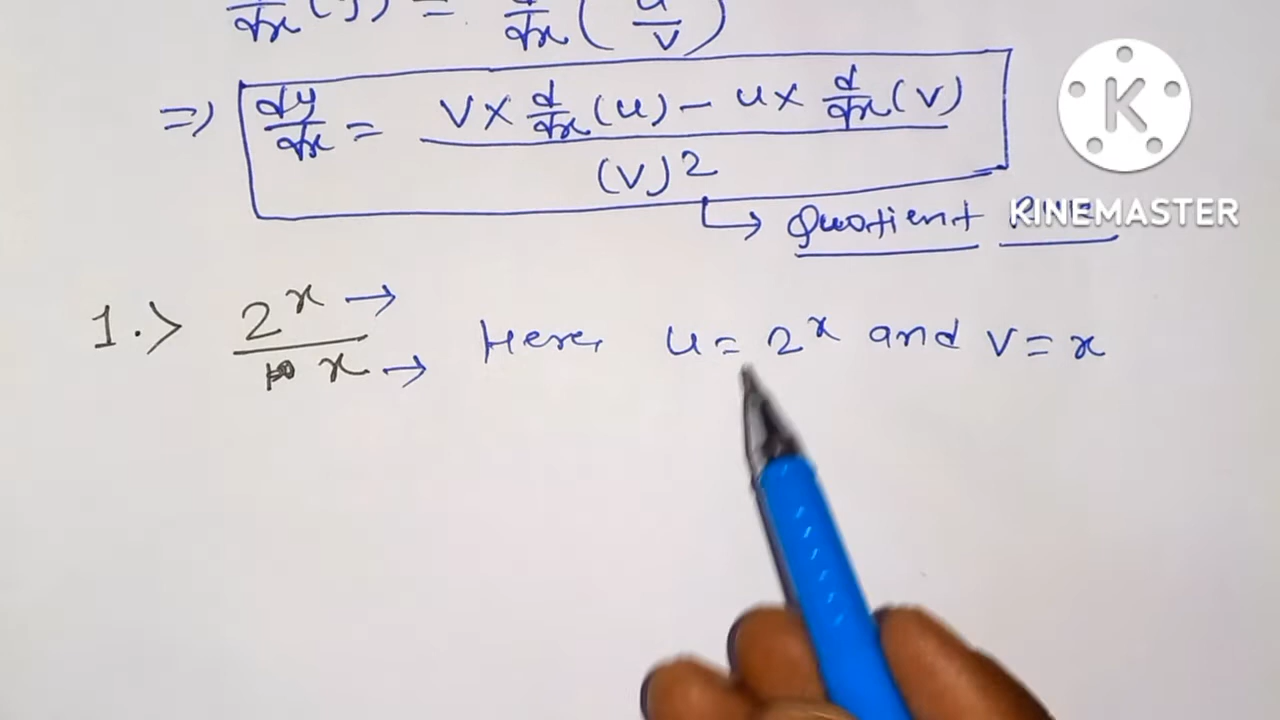 d/dx (y) = d/dx (u/v)
=> dy/dx = V × d/dx (u) - u × d/dx (v) / (v)²
↳ Quotient
KINEMASTER
1.> 2^x / x → → Here, u = 2^x and v = x